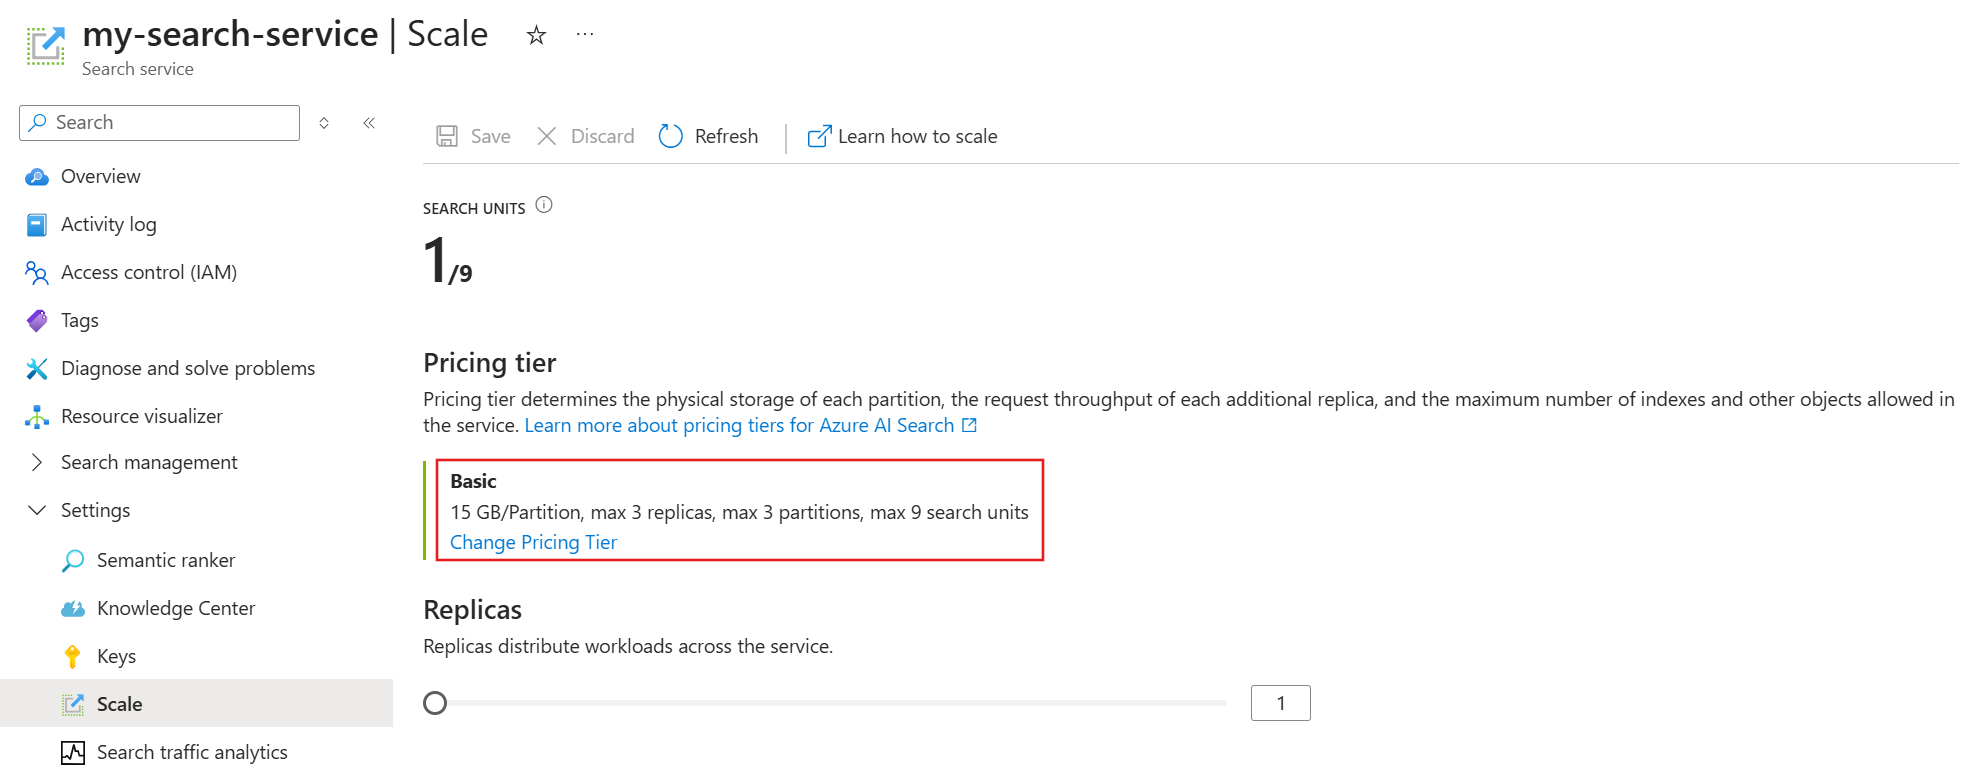 my-search-service | Scale
Search service
Search
Overview
Activity log
Access control (IAM)
Tags
Diagnose and solve problems
Resource visualizer
Search management
Settings
Semantic ranker
Knowledge Center
Keys
Scale
Search traffic analytics
Save
Discard
Refresh
Learn how to scale
SEARCH UNITS
1/9
Pricing tier
Pricing tier determines the physical storage of each partition, the request throughput of each additional replica, and the maximum number of indexes and other objects allowed in
the service. Learn more about pricing tiers for Azure AI Search
Basic
15 GB/Partition, max 3 replicas, max 3 partitions, max 9 search units
Change Pricing Tier
Replicas
Replicas distribute workloads across the service.
1